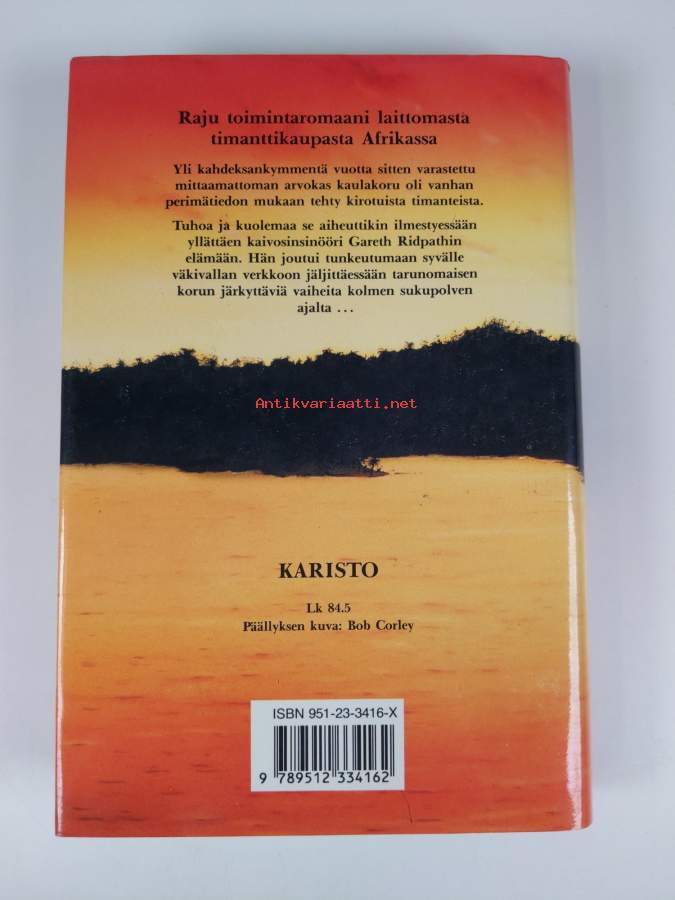 Raju toimintaromaani laittomasta
timanttikaupasta Afrikassa
Yli kahdeksankymmentä vuotta sitten varastettu
mittaamattoman arvokas kaulakoru oli vanhan
perimätiedon mukaan tehty kirotuista timanteista.
Tuhoa ja kuolemaa se aiheuttikin ilmestyessään
yllättäen kaivosinsinööri Gareth Ridpathin
elämään. Hän joutui tunkeutumaan syvälle
väkivallan verkkoon jäljittäessään tarunomaisen
korun järkyttäviä vaiheita kolmen sukupolven
ajalta ...
Antikvariaatti.net
KARISTO
Lk 84.5
Päällyksen kuva: Bob Corley
ISBN 951-23-3416-X
9 789512 334162